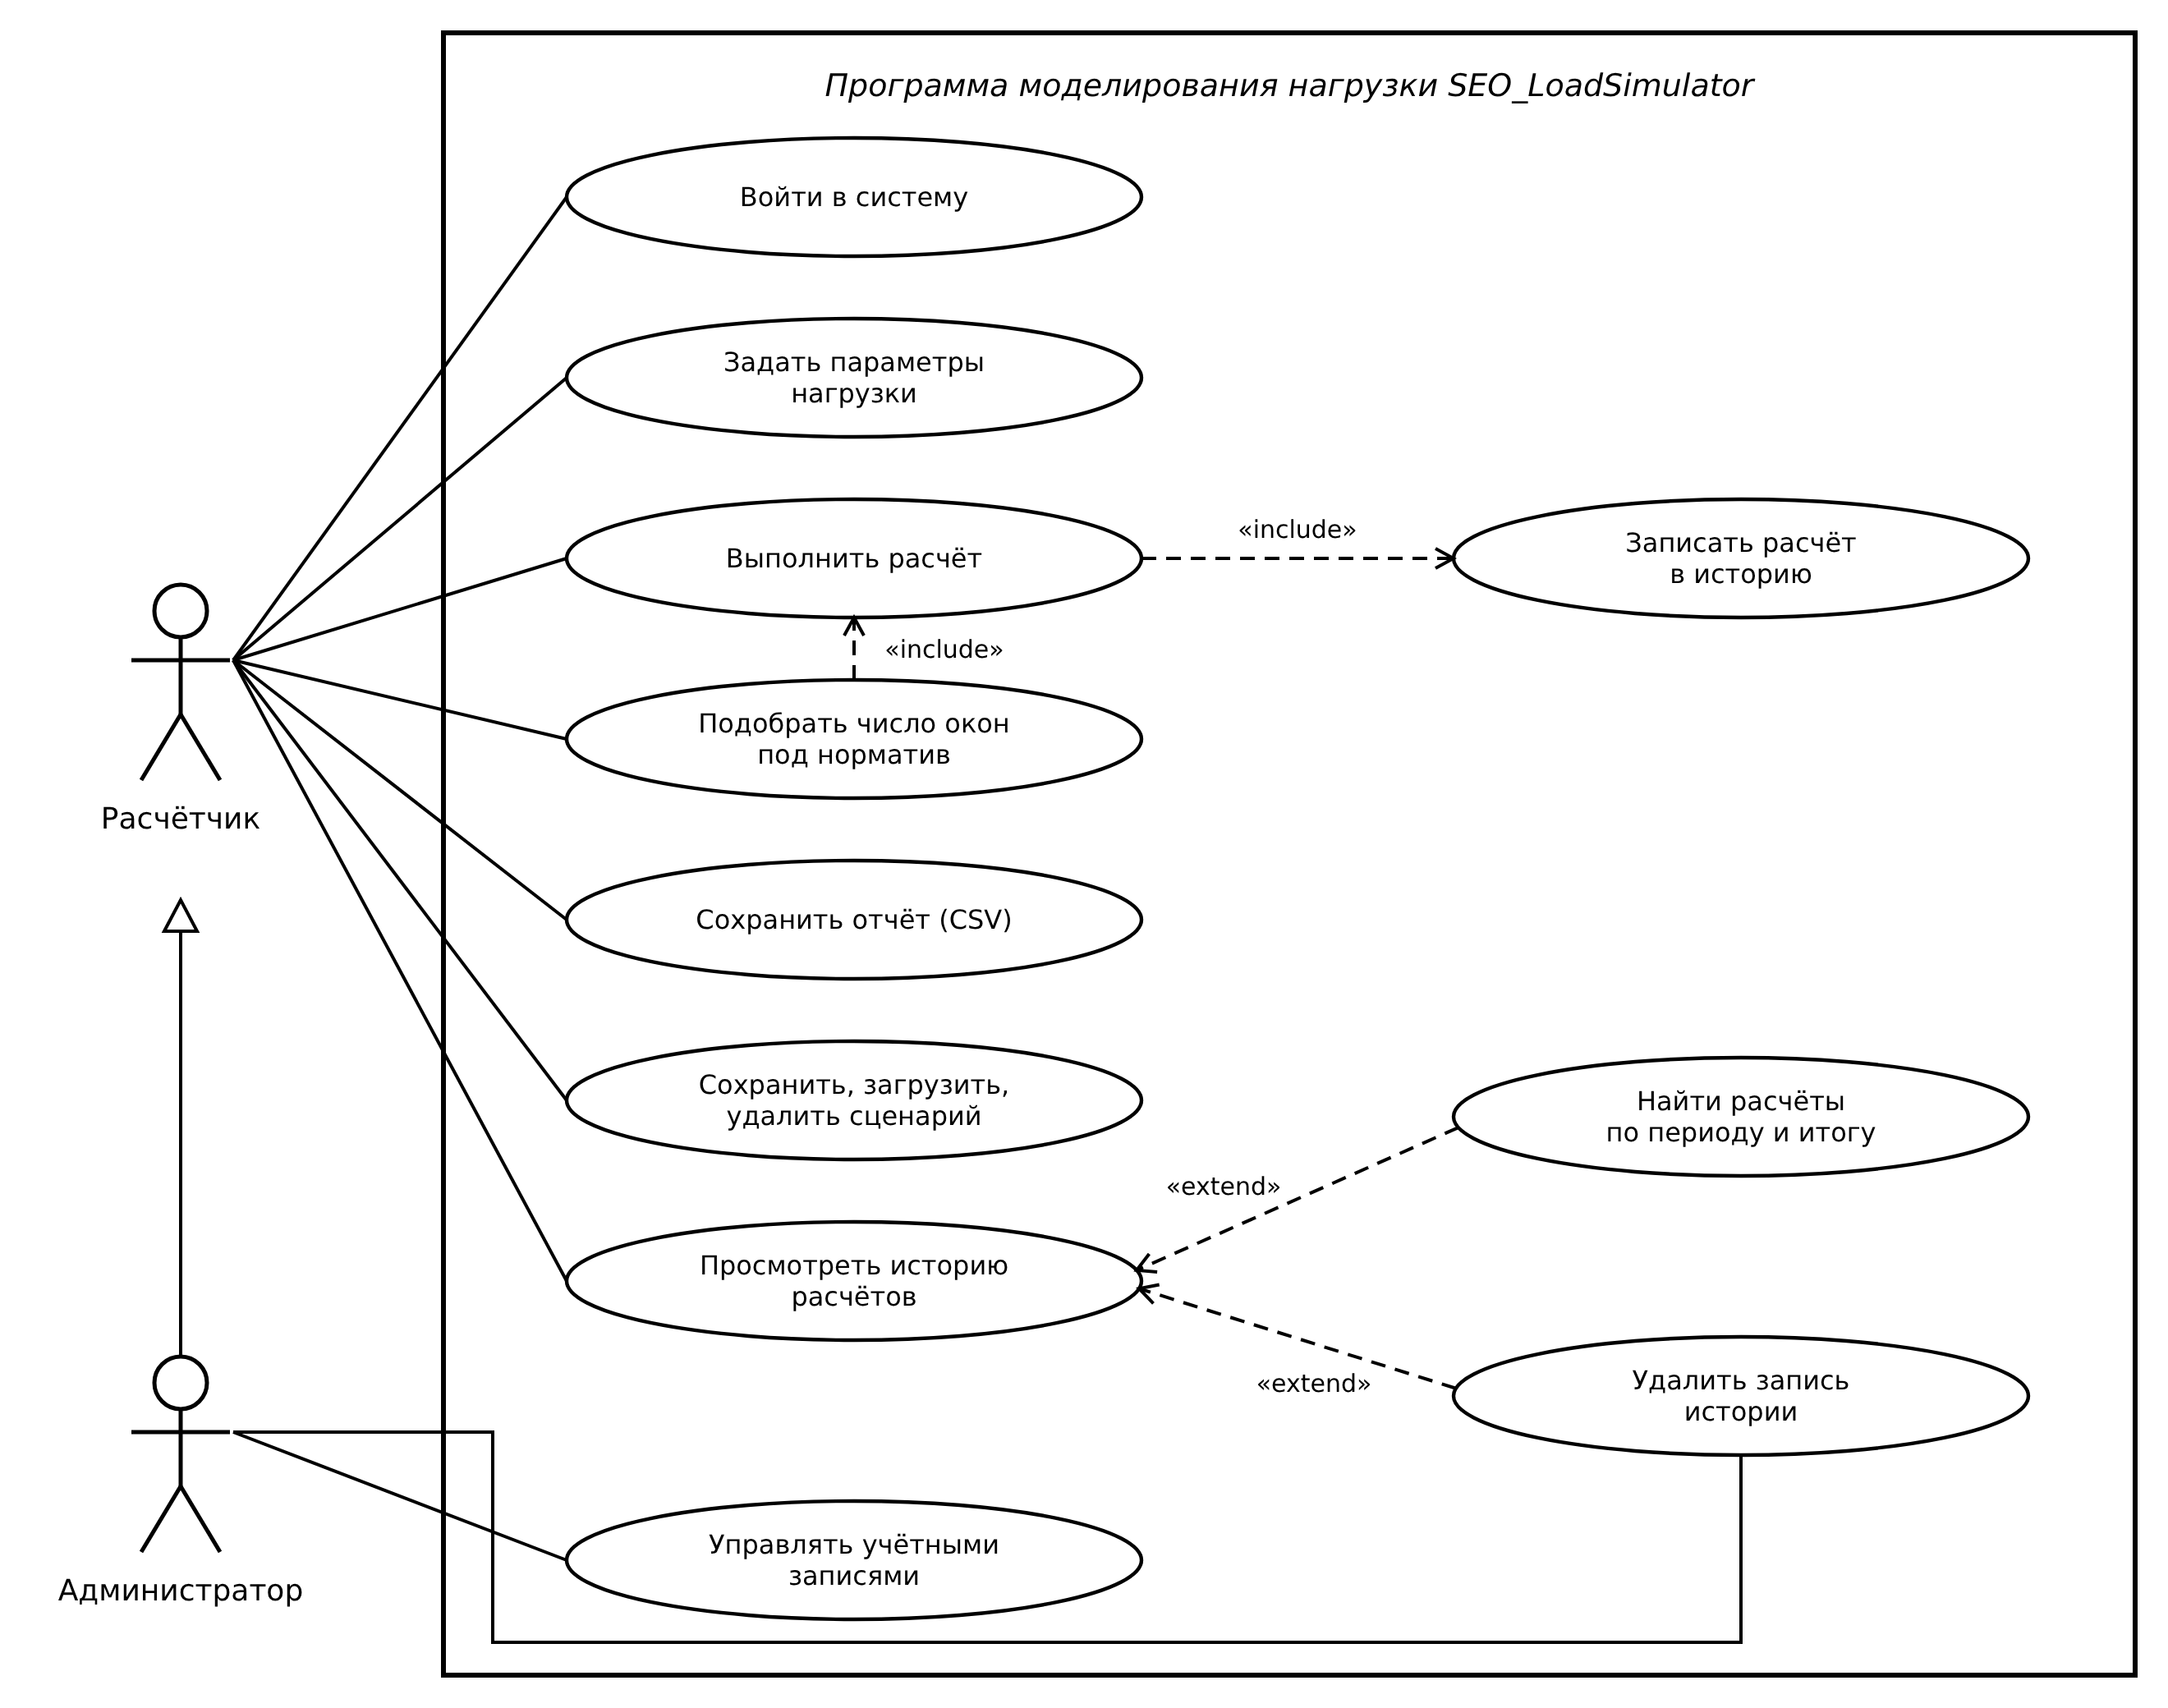 Программа моделирования нагрузки SEO_LoadSimulator
Войти в систему
Задать параметры
нагрузки
Выполнить расчёт
«include»
Записать расчёт
в историю
«include»
Подобрать число окон
под норматив
Расчётчик
Сохранить отчёт (CSV)
Сохранить, загрузить,
удалить сценарий
Найти расчёты
по периоду и итогу
«extend»
Просмотреть историю
расчётов
«extend»
Удалить запись
истории
Управлять учётными
записями
Администратор